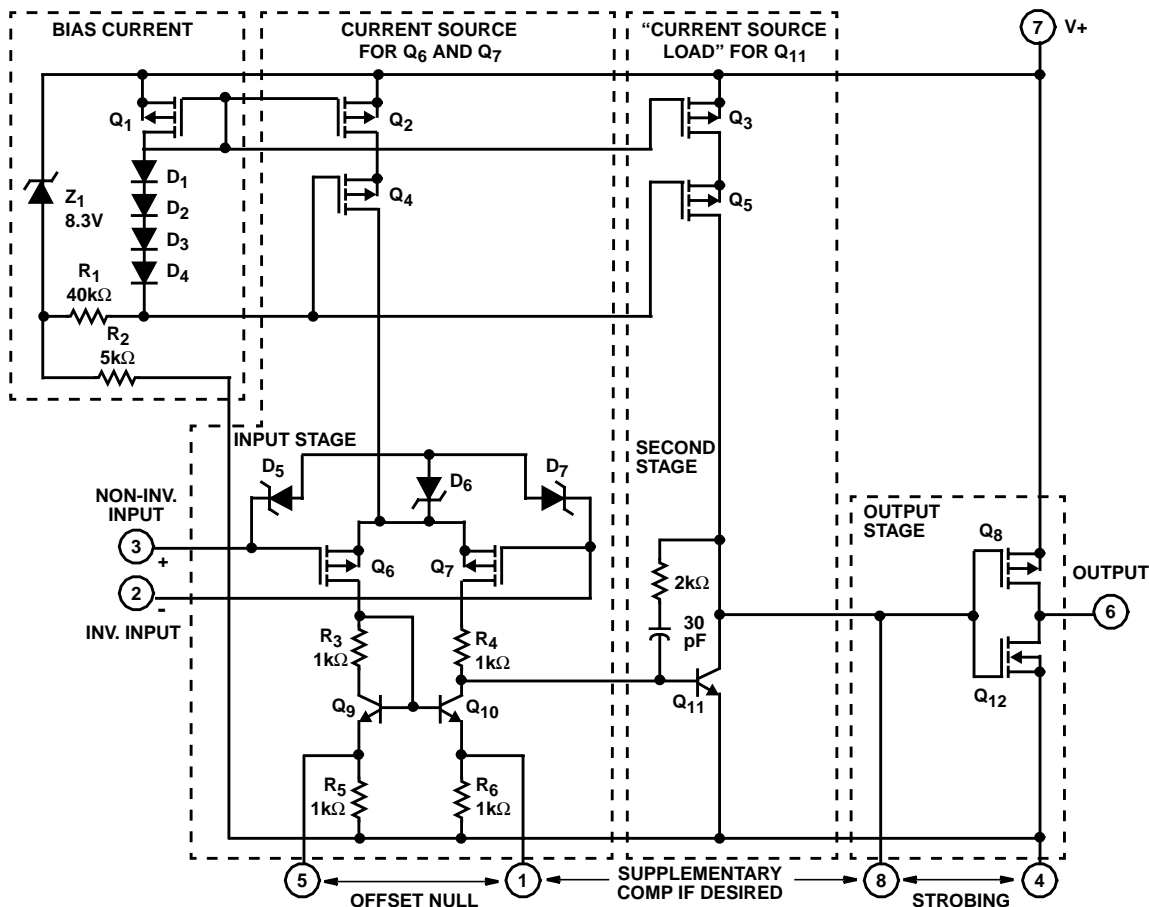 BIAS CURRENT
CURRENT SOURCE
FOR Q6 AND Q7
“CURRENT SOURCE
LOAD” FOR Q11
7
V+
Q1
Q2
Q3
D1
Z1
8.3V
D2
Q4
Q5
D3
D4
R1
40kΩ
R2
5kΩ
INPUT STAGE
SECOND
STAGE
D5
D6
D7
NON-INV.
INPUT
3
+
Q6
Q7
2
-
INV. INPUT
OUTPUT
STAGE
Q8
OUTPUT
6
2kΩ
30
pF
R3
1kΩ
R4
1kΩ
Q9
Q10
Q11
Q12
R5
1kΩ
R6
1kΩ
5
OFFSET NULL
1
SUPPLEMENTARY
COMP IF DESIRED
8
STROBING
4